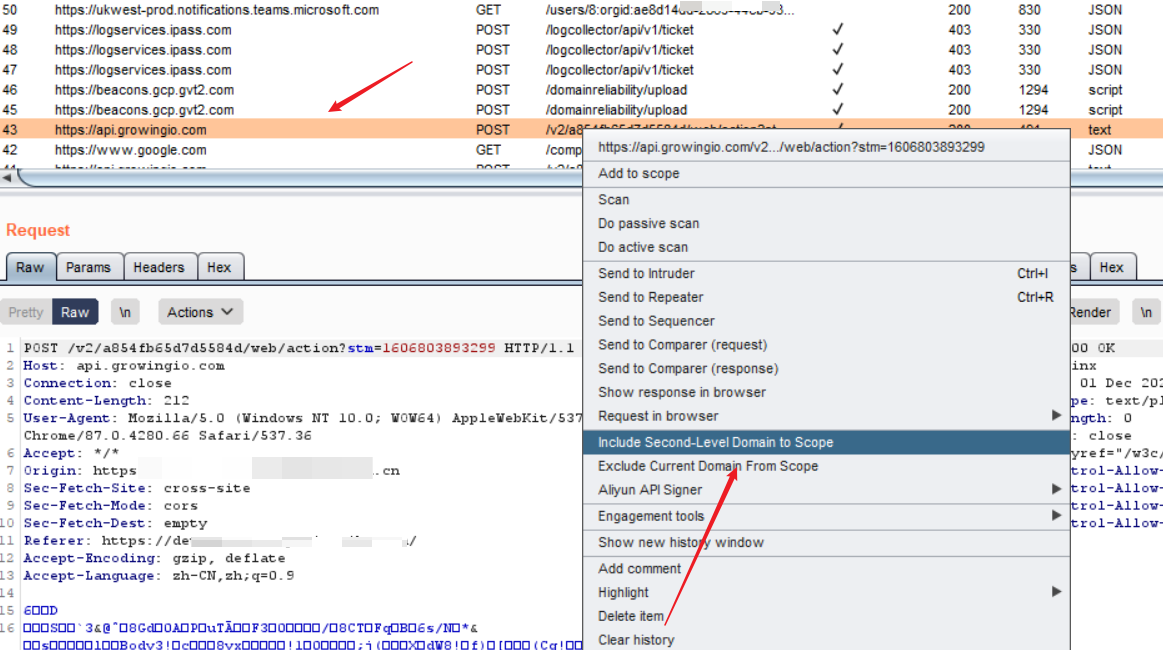 50 https://ukwest-prod.notifications.teams.microsoft.com GET /users/8:orgid: 200 830 JSON
49 https://logservices.ipass.com POST /logcollector/api/v1/ticket ✓ 403 330 JSON
48 https://logservices.ipass.com POST /logcollector/api/v1/ticket ✓ 403 330 JSON
47 https://logservices.ipass.com POST /logcollector/api/v1/ticket ✓ 403 330 JSON
46 https://beacons.gcp.gvt2.com POST /domainreliability/upload ✓ 200 1294 script
45 https://beacons.gcp.gvt2.com POST /domainreliability/upload ✓ 200 1294 script
43 https://api.growingio.com POST text
42 https://www.google.com GET /comp JSON
https://api.growingio.com/v2.../web/action?stm=1606803893299
Add to scope
Scan
Do passive scan
Do active scan
Send to Intruder Ctrl+I
Send to Repeater Ctrl+R
Send to Sequencer
Send to Comparer (request)
Send to Comparer (response)
Show response in browser
Request in browser
Include Second-Level Domain to Scope
Exclude Current Domain From Scope
Aliyun API Signer
Engagement tools
Show new history window
Add comment
Highlight
Delete item
Clear history
Request
Raw Params Headers Hex
Pretty Raw \n Actions
1 POST /v2/a854fb65d7d5584d/web/action?stm=1606803893299 HTTP/1.1
2 Host: api.growingio.com
3 Connection: close
4 Content-Length: 212
5 User-Agent: Mozilla/5.0 (Windows NT 10.0; WOW64) AppleWebKit/537
Chrome/87.0.4280.66 Safari/537.36
6 Accept: */*
7 Origin: https .cn
8 Sec-Fetch-Site: cross-site
9 Sec-Fetch-Mode: cors
10 Sec-Fetch-Dest: empty
11 Referer: https://de /
12 Accept-Encoding: gzip, deflate
13 Accept-Language: zh-CN,zh;q=0.9
14
15
16
s Hex
Render \n
00 OK
inx
01 Dec 202
pe: text/pl
ngth: 0
: close
yref="/w3c/
trol-Allow-
trol-Allow-
trol-Allow-
trol-Allow-